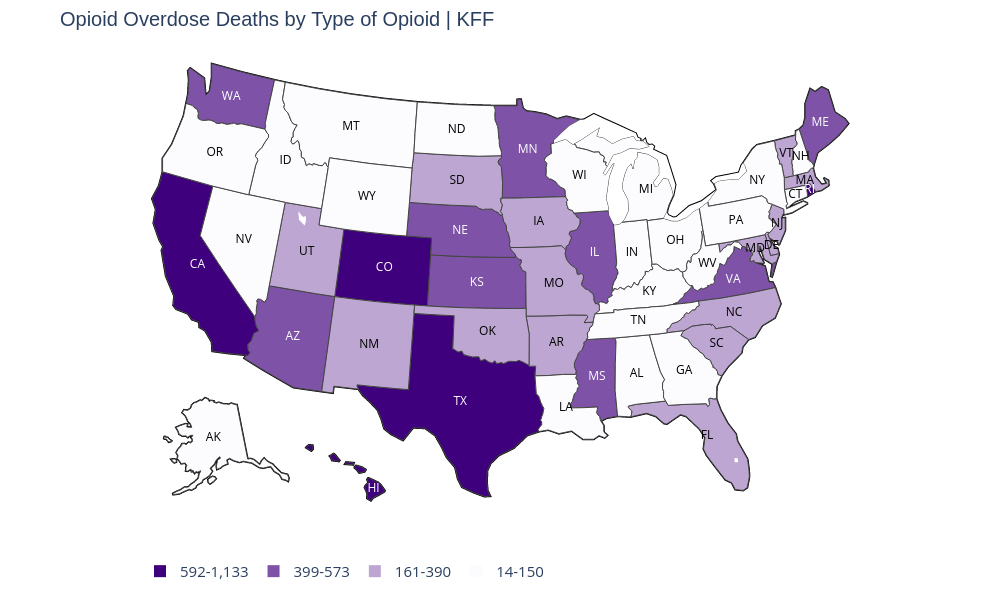 Opioid Overdose Deaths by Type of Opioid | KFF
WA
ME
MT
ND
MN
OR
ID
VT
NH
WI
NY
SD
MA
MI
RI
WY
CT
IA
PA
NJ
NE
NV
OH
UT
IL
IN
MD
DE
CA
CO
WV
KS
MO
VA
KY
NC
TN
OK
AZ
NM
AR
SC
GA
MS
AL
TX
LA
FL
AK
HI
592-1,133 399-573 161-390 14-150